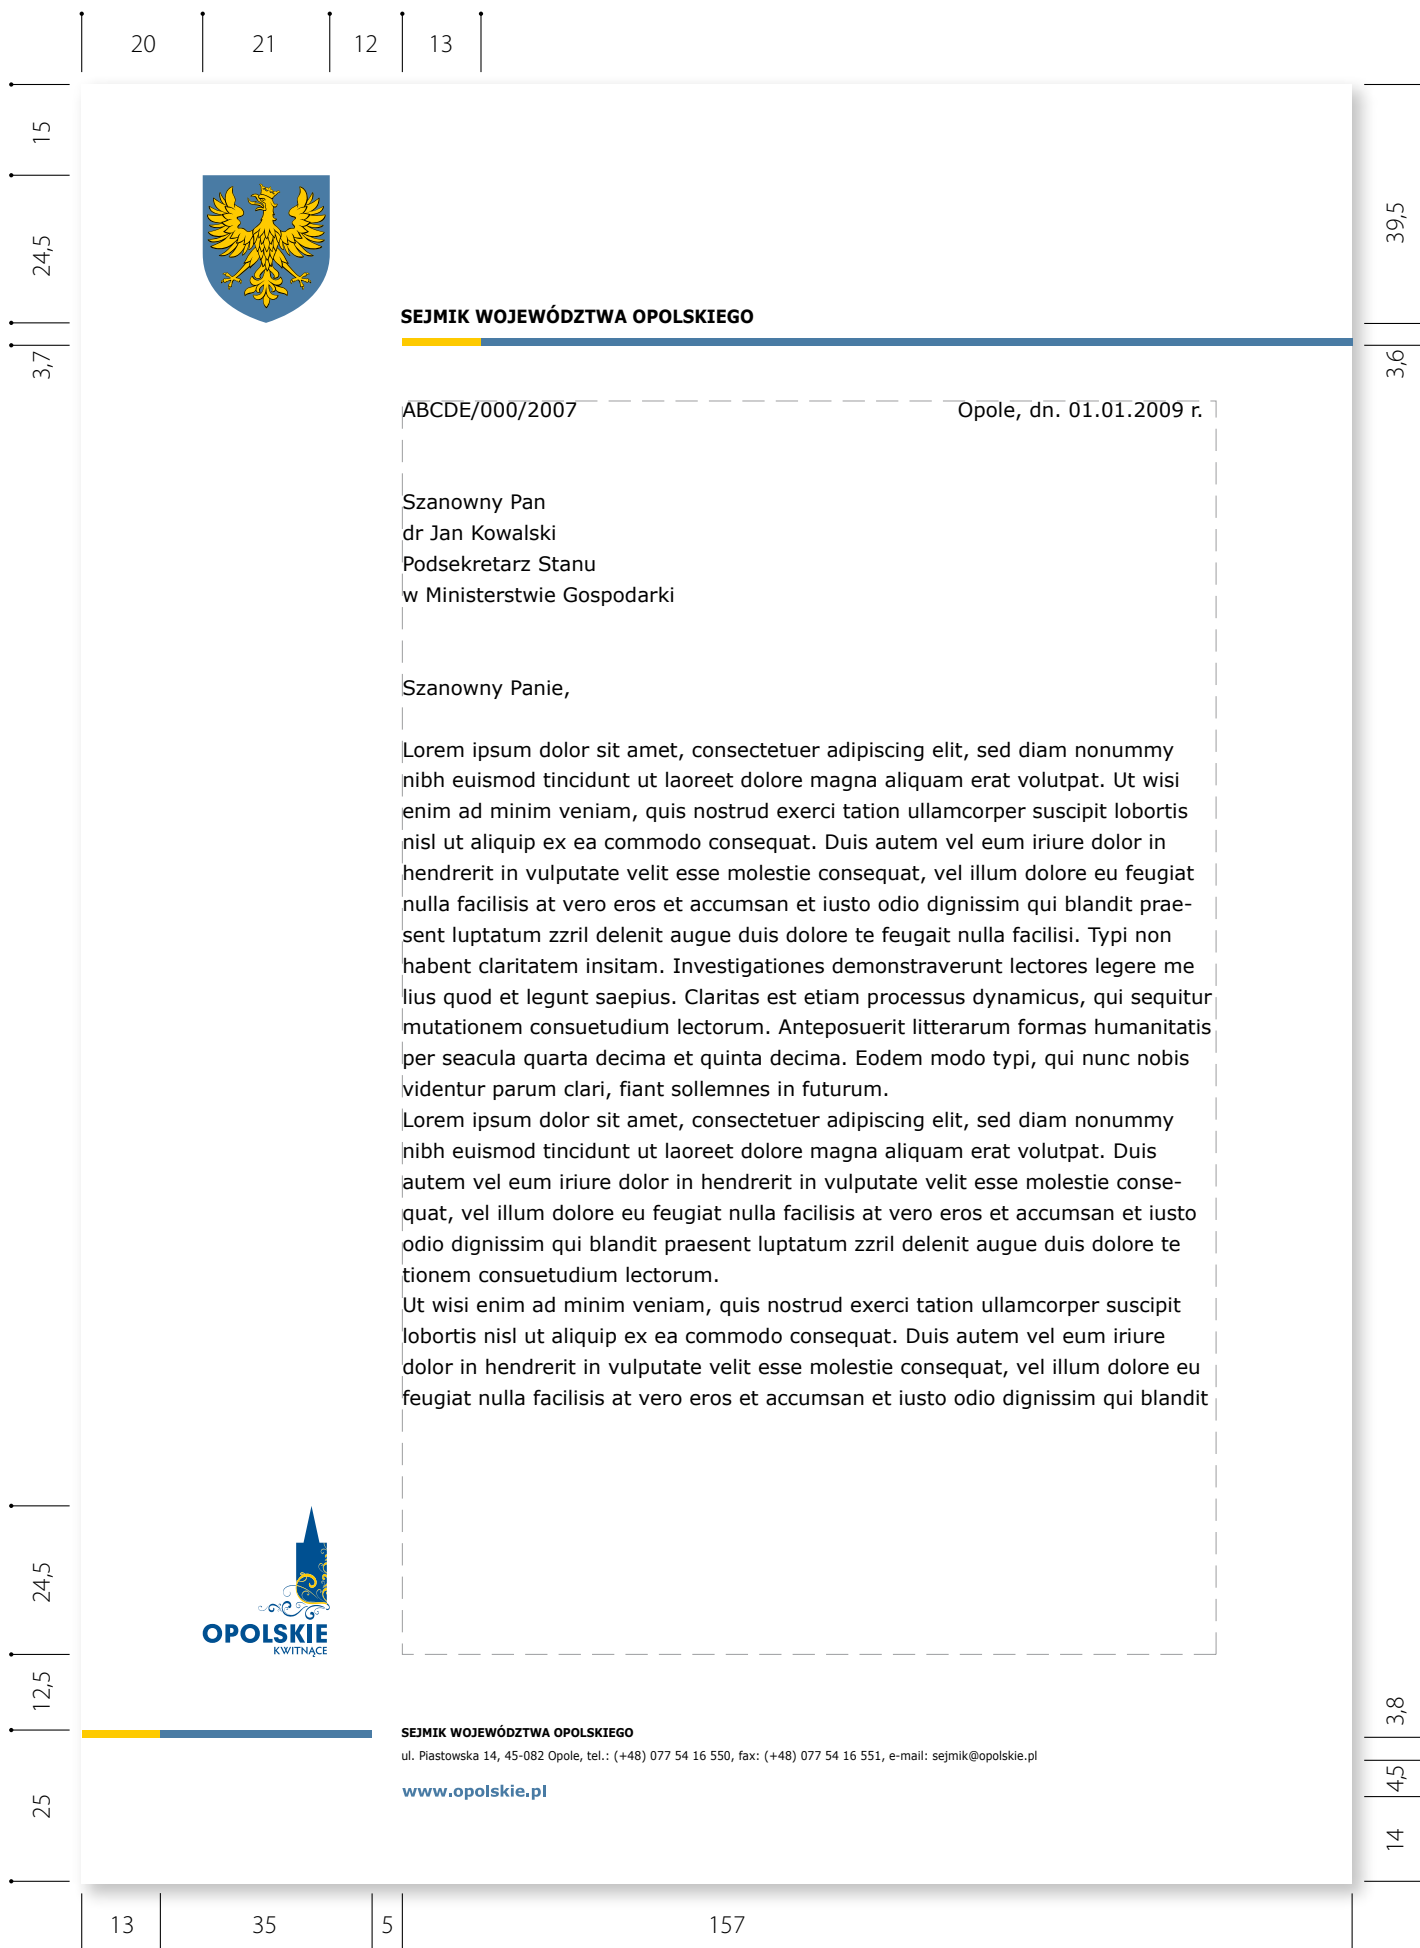 20 21 12 13
15
24,5
3,7
39,5
3,6
SEJMIK WOJEWÓDZTWA OPOLSKIEGO
ABCDE/000/2007 Opole, dn. 01.01.2009 r.
Szanowny Pan
dr Jan Kowalski
Podsekretarz Stanu
w Ministerstwie Gospodarki
Szanowny Panie,
Lorem ipsum dolor sit amet, consectetuer adipiscing elit, sed diam nonummy
nibh euismod tincidunt ut laoreet dolore magna aliquam erat volutpat. Ut wisi
enim ad minim veniam, quis nostrud exerci tation ullamcorper suscipit lobortis
nisl ut aliquip ex ea commodo consequat. Duis autem vel eum iriure dolor in
hendrerit in vulputate velit esse molestie consequat, vel illum dolore eu feugiat
nulla facilisis at vero eros et accumsan et iusto odio dignissim qui blandit prae-
sent luptatum zzril delenit augue duis dolore te feugait nulla facilisi. Typi non
habent claritatem insitam. Investigationes demonstraverunt lectores legere me
lius quod et legunt saepius. Claritas est etiam processus dynamicus, qui sequitur
mutationem consuetudium lectorum. Anteposuerit litterarum formas humanitatis
per seacula quarta decima et quinta decima. Eodem modo typi, qui nunc nobis
videntur parum clari, fiant sollemnes in futurum.
Lorem ipsum dolor sit amet, consectetuer adipiscing elit, sed diam nonummy
nibh euismod tincidunt ut laoreet dolore magna aliquam erat volutpat. Duis
autem vel eum iriure dolor in hendrerit in vulputate velit esse molestie conse-
quat, vel illum dolore eu feugiat nulla facilisis at vero eros et accumsan et iusto
odio dignissim qui blandit praesent luptatum zzril delenit augue duis dolore te
tionem consuetudium lectorum.
Ut wisi enim ad minim veniam, quis nostrud exerci tation ullamcorper suscipit
lobortis nisl ut aliquip ex ea commodo consequat. Duis autem vel eum iriure
dolor in hendrerit in vulputate velit esse molestie consequat, vel illum dolore eu
feugiat nulla facilisis at vero eros et accumsan et iusto odio dignissim qui blandit
24,5
OPOLSKIE
KWITNĄCE
12,5
25
3,8
4,5
14
SEJMIK WOJEWÓDZTWA OPOLSKIEGO
ul. Piastowska 14, 45-082 Opole, tel.: (+48) 077 54 16 550, fax: (+48) 077 54 16 551, e-mail: sejmik@opolskie.pl
www.opolskie.pl
13 35 5 157